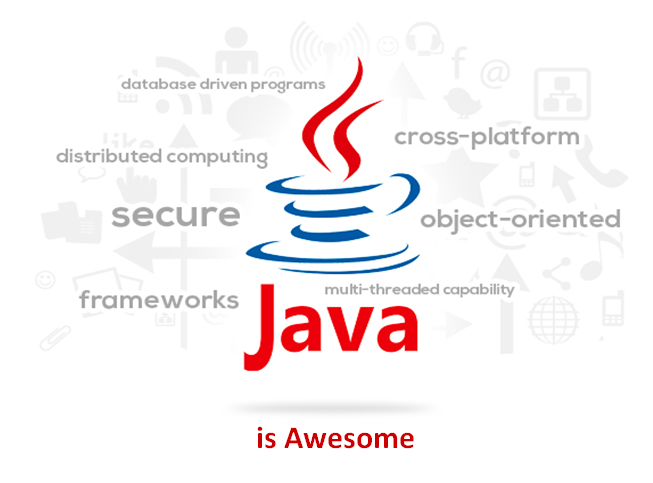 database driven programs
cross-platform
distributed computing
secure
object-oriented
multi-threaded capability
frameworks
Java
is Awesome